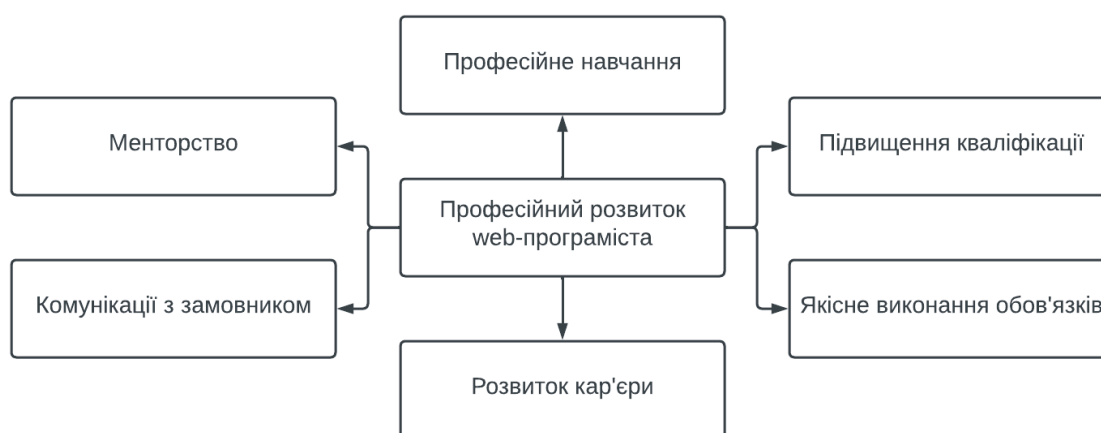 Професійне навчання
Менторство
Підвищення кваліфікації
Професійний розвиток
web-програміста
Комунікації з замовником
Якісне виконання обов'язків
Розвиток кар'єри